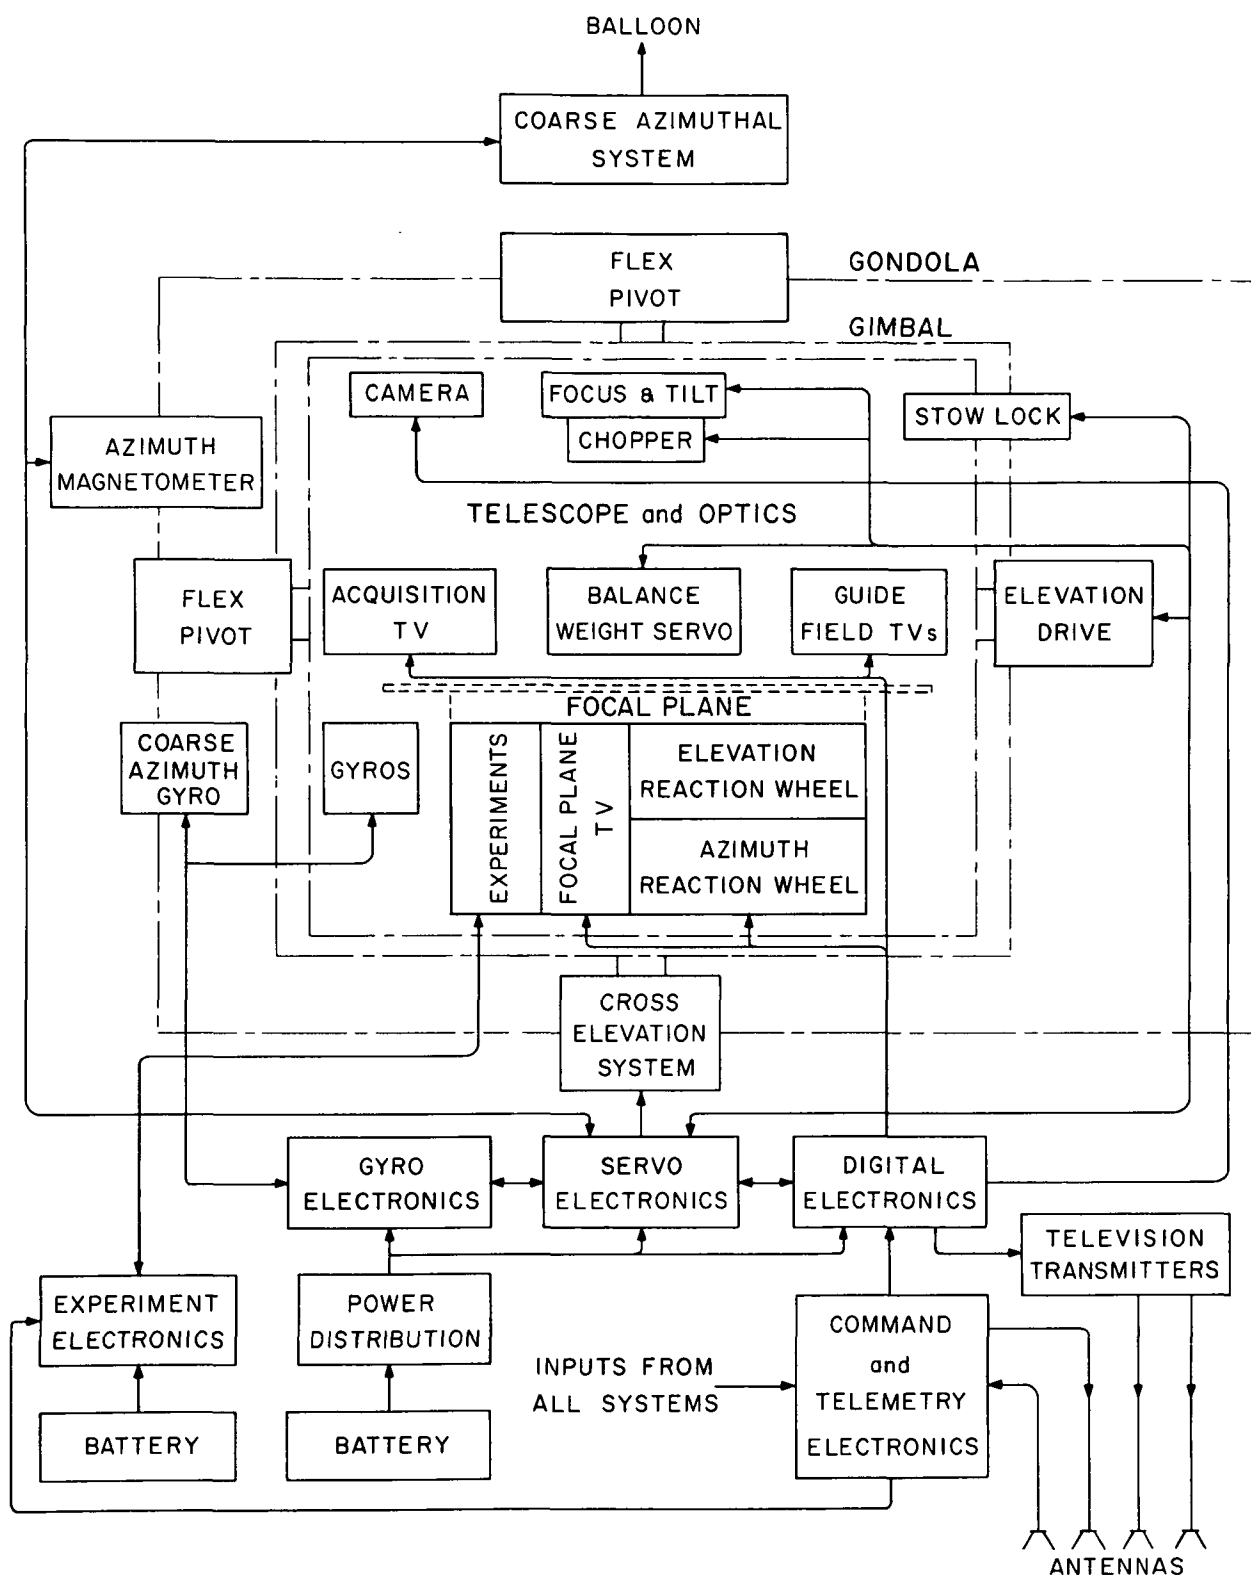 BALLOON
COARSE AZIMUTHAL
SYSTEM
FLEX
PIVOT
GONDOLA
GIMBAL
CAMERA
FOCUS & TILT
CHOPPER
STOW LOCK
AZIMUTH
MAGNETOMETER
TELESCOPE and OPTICS
FLEX
PIVOT
ACQUISITION
TV
BALANCE
WEIGHT SERVO
GUIDE
FIELD TVs
ELEVATION
DRIVE
FOCAL PLANE
COARSE
AZIMUTH
GYRO
GYROS
EXPERIMENTS
FOCAL PLANE
TV
ELEVATION
REACTION WHEEL
AZIMUTH
REACTION WHEEL
CROSS
ELEVATION
SYSTEM
GYRO
ELECTRONICS
SERVO
ELECTRONICS
DIGITAL
ELECTRONICS
TELEVISION
TRANSMITTERS
EXPERIMENT
ELECTRONICS
POWER
DISTRIBUTION
INPUTS FROM
ALL SYSTEMS
COMMAND
and
TELEMETRY
ELECTRONICS
BATTERY
BATTERY
ANTENNAS